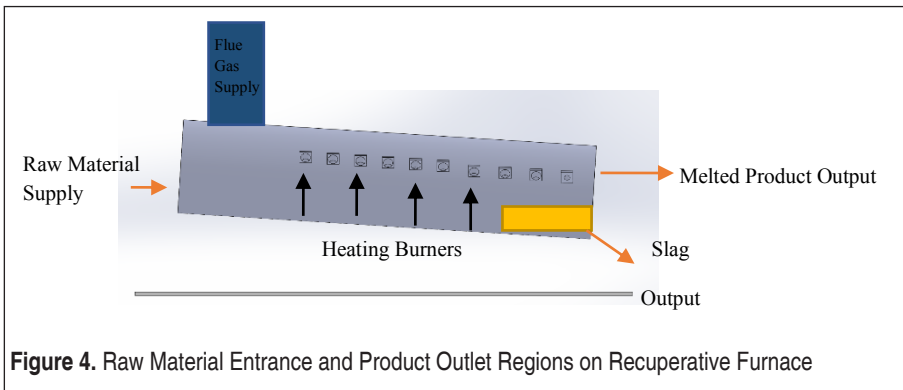 Flue
Gas
Supply
Raw Material
Supply
Melted Product Output
Heating Burners
Slag
Output
Figure 4. Raw Material Entrance and Product Outlet Regions on Recuperative Furnace